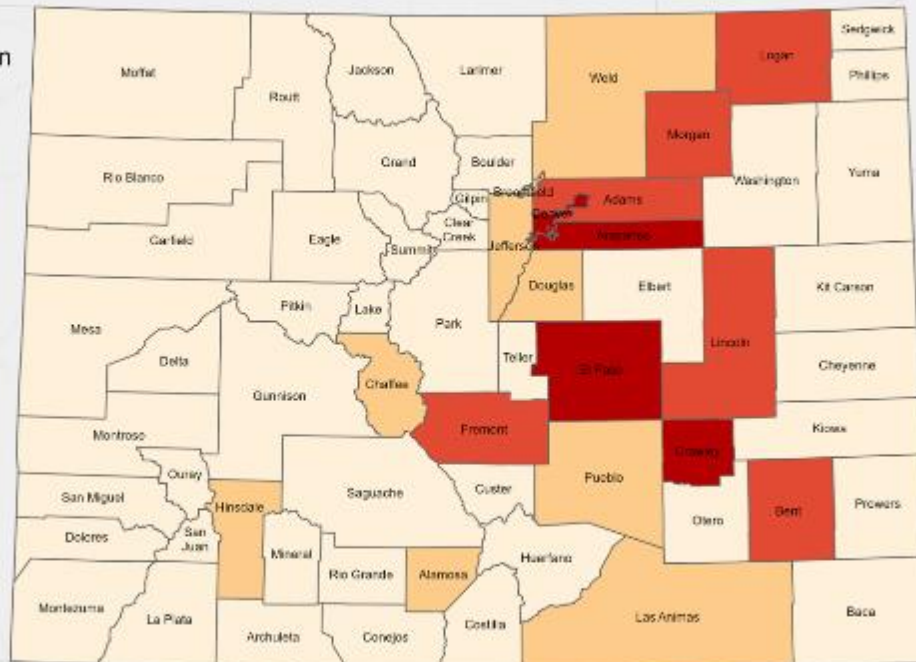 n
Moffat
Routt
Jackson
Larimer
Weld
Logan
Sedgwick
Phillips
Morgan
Grand
Boulder
Rio Blanco
Washington
Yuma
Broomfield
Gilpin
Adams
Denver
Clear
Creek
Garfield
Eagle
Summit
Jefferson
Arapahoe
Pitkin
Lake
Park
Douglas
Elbert
Kit Carson
Mesa
Delta
Teller
Lincoln
El Paso
Cheyenne
Gunnison
Chaffee
Montrose
Fremont
Kiowa
Crowley
Ouray
Saguache
Custer
Pueblo
San Miguel
Hinsdale
Otero
Bent
Prowers
Dolores
San
Juan
Mineral
Rio Grande
Alamosa
Huerfano
Montezuma
La Plata
Archuleta
Conejos
Costilla
Las Animas
Baca